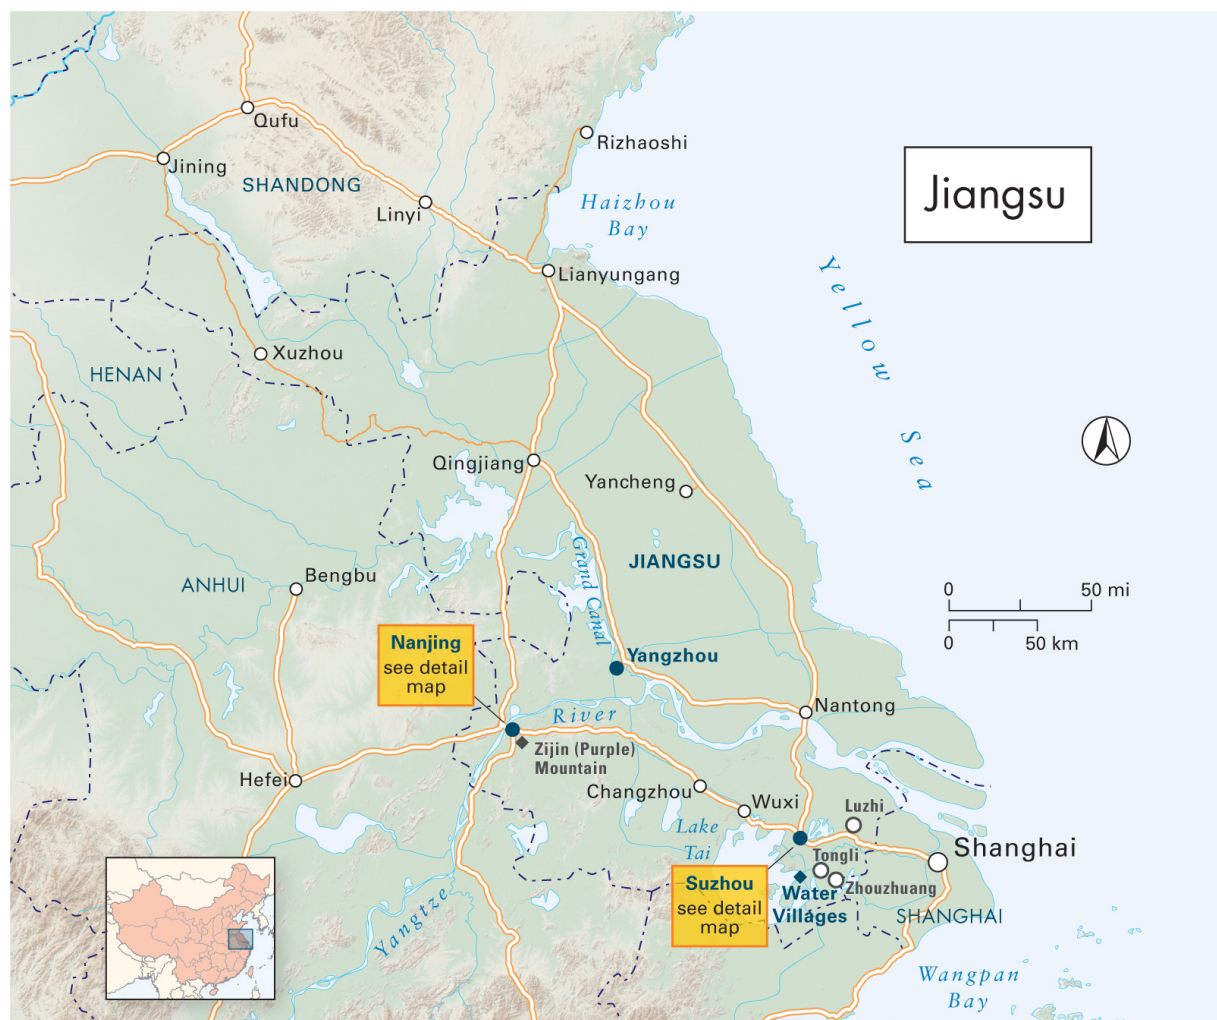 Jiangsu
Qufu
Rizhaoshi
Jining
SHANDONG
Linyi
Haizhou
Bay
Lianyungang
Yelllow Sea
Xuzhou
HENAN
Qingjiang
Yancheng
Grand Canal
JIANGSU
ANHUI
Bengbu
0
50 mi
0
50 km
Nanjing
see detail
map
Yangzhou
River
Nantong
Zijin (Purple)
Mountain
Hefei
Changzhou
Wuxi
Luzhi
Lake
Tai
Shanghai
Tongli
Suzhou
see detail
map
Zhouzhuang
Water
Villages
SHANGHAI
Yangtze
Wangpan
Bay